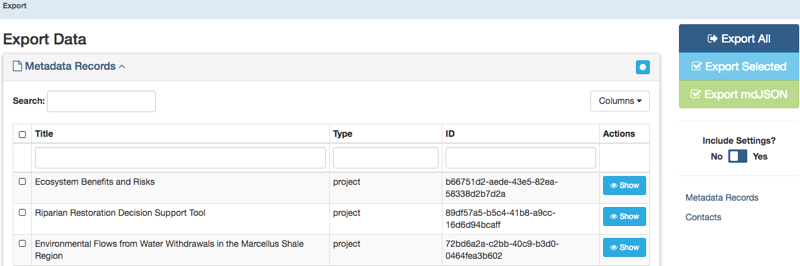 Export
Export Data
Metadata Records
Search:
Columns
Title Type ID Actions
Ecosystem Benefits and Risks project b66751d2-aede-43e5-82ea-58338d2b7d2a Show
Riparian Restoration Decision Support Tool project 89df57a5-b5c4-41b8-a9cc-16d6d94bcaff Show
Environmental Flows from Water Withdrawals in the Marcellus Shale Region project 72bd6a2a-c2bb-40c9-b3d0-0464fea3b602 Show
Export All
Export Selected
Export mdJSON
Include Settings?
No Yes
Metadata Records
Contacts